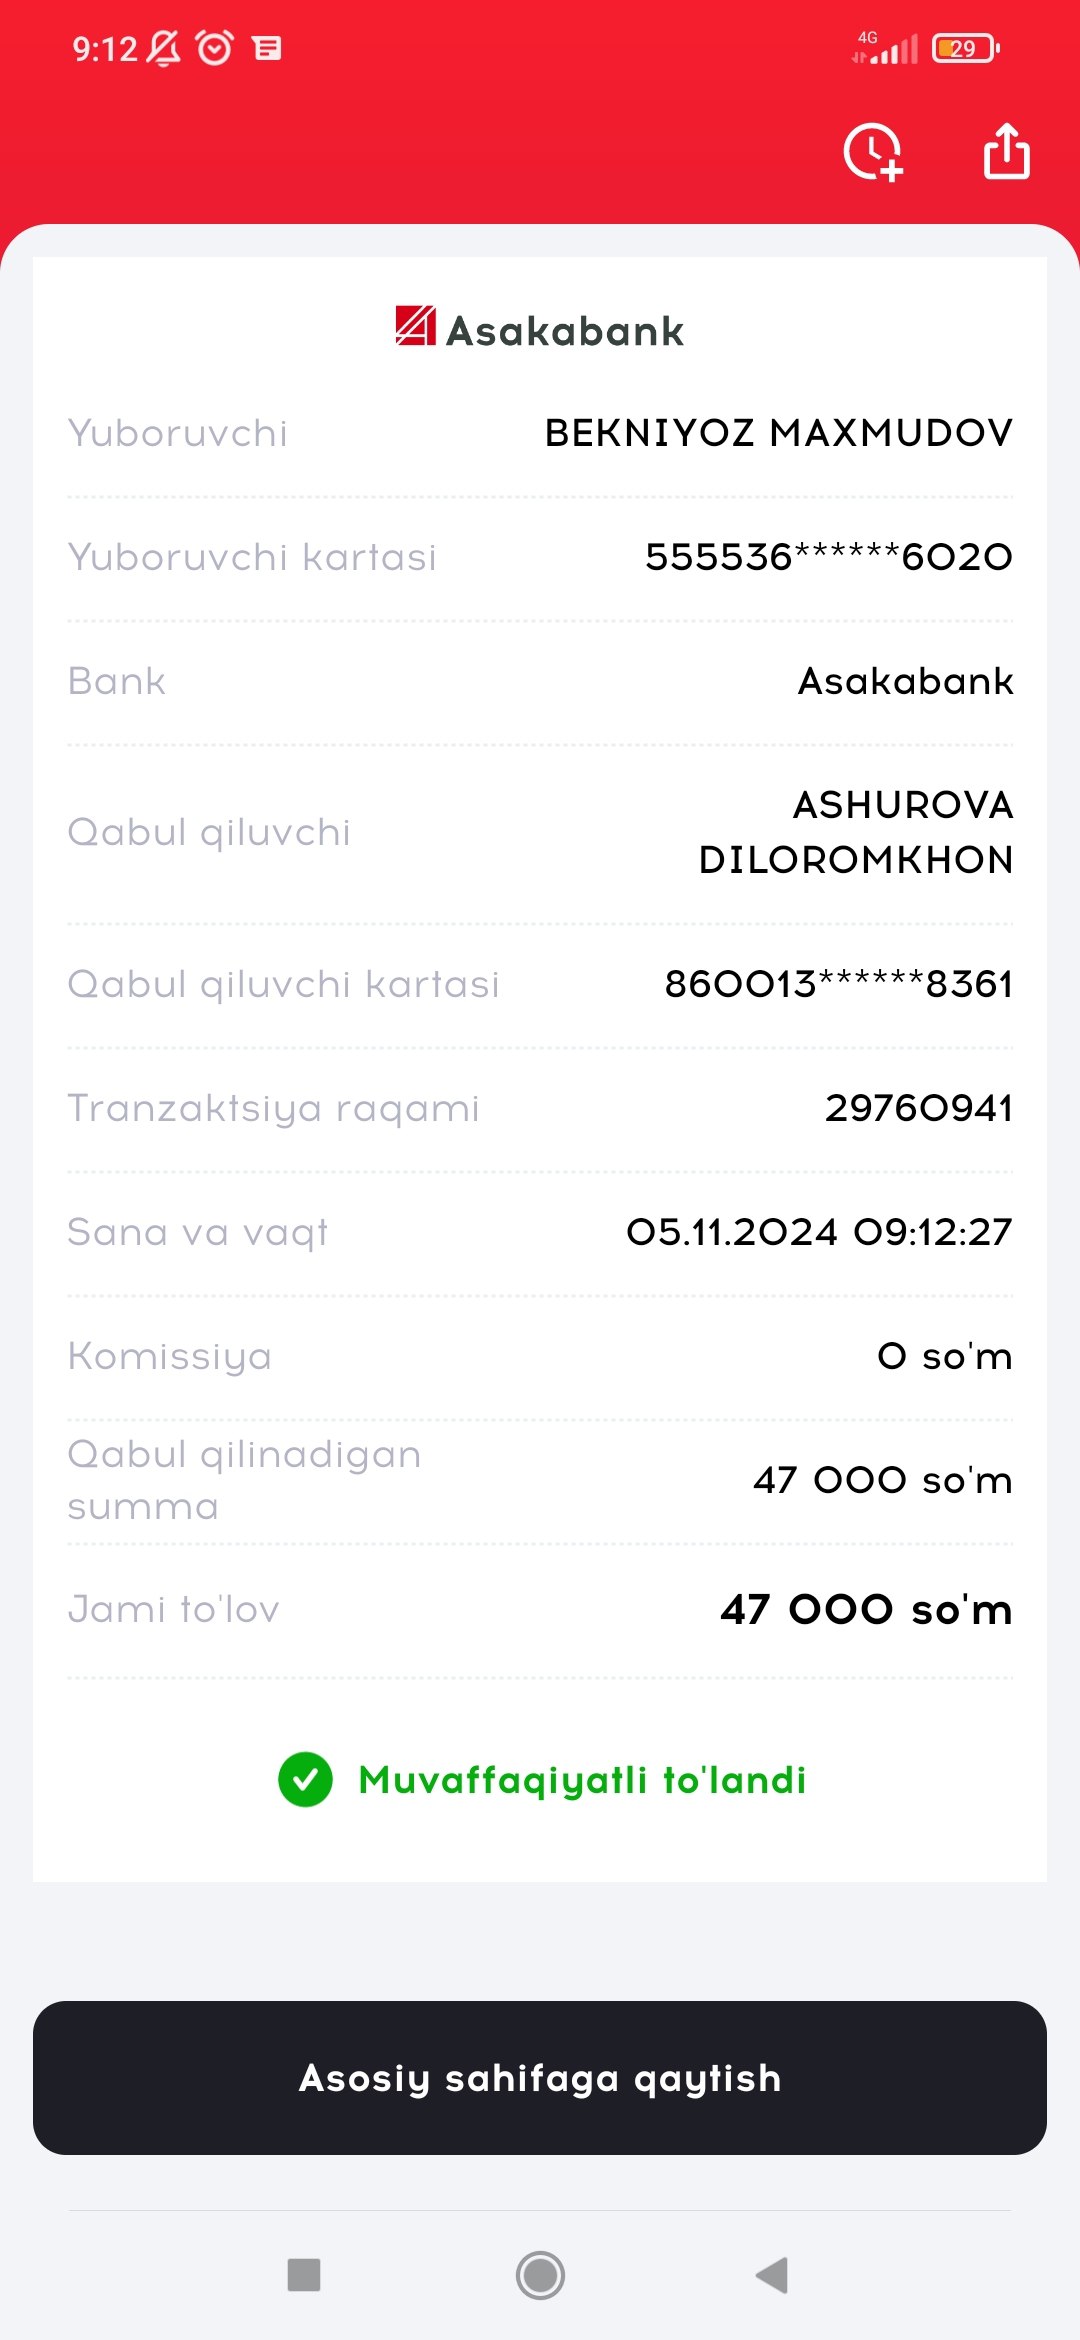 9:12
4G
29
Asakabank
Yuboruvchi BEKNIYOZ MAXMUDOV
Yuboruvchi kartasi 555536******6020
Bank Asakabank
Qabul qiluvchi ASHUROVA
DILOROMKHON
Qabul qiluvchi kartasi 860013******8361
Tranzaktsiya raqami 29760941
Sana va vaqt 05.11.2024 09:12:27
Komissiya 0 so'm
Qabul qilinadigan
summa 47 000 so'm
Jami to'lov 47 000 so'm
Muvaffaqiyatli to'landi
Asosiy sahifaga qaytish